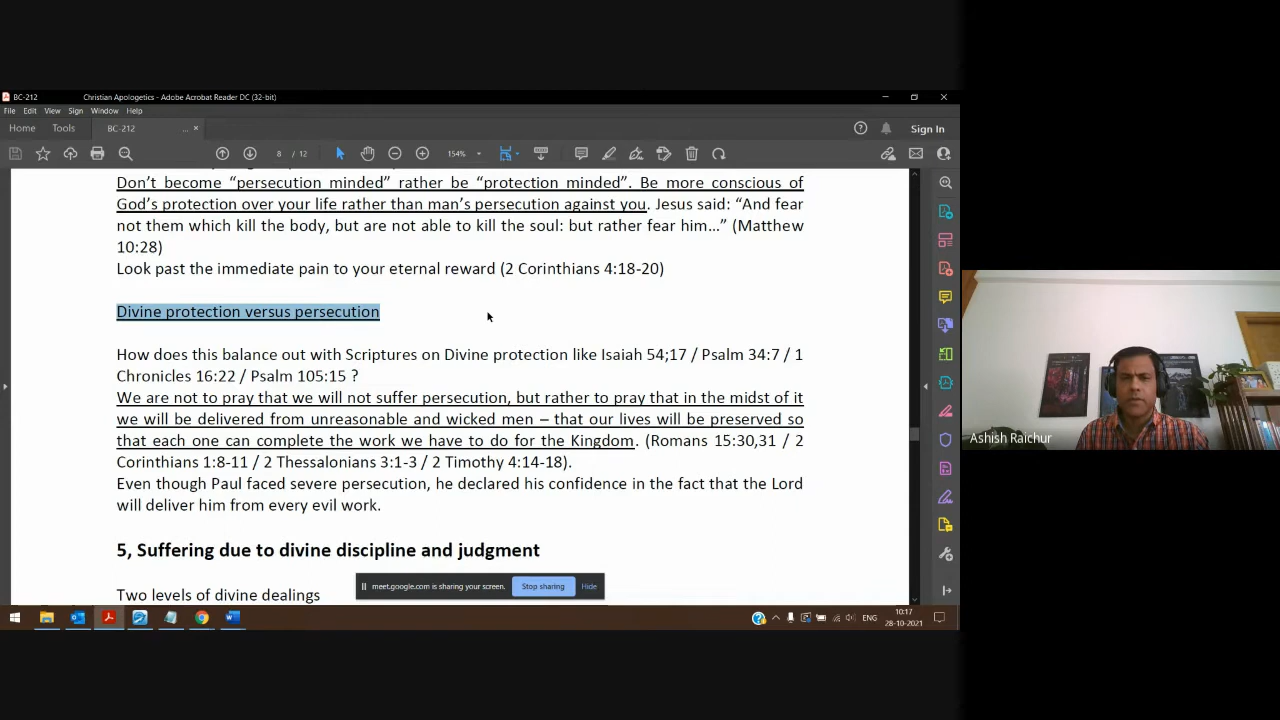 BC-212 Christian Apologetics - Adobe Acrobat Reader DC (32-bit)
File Edit View Sign Window Help
Home Tools BC-212 ... × Sign In
8 / 12 154%
Don’t become “persecution minded” rather be “protection minded”. Be more conscious of
God’s protection over your life rather than man’s persecution against you. Jesus said: “And fear
not them which kill the body, but are not able to kill the soul: but rather fear him…” (Matthew
10:28)
Look past the immediate pain to your eternal reward (2 Corinthians 4:18-20)
Divine protection versus persecution
How does this balance out with Scriptures on Divine protection like Isaiah 54;17 / Psalm 34:7 / 1
Chronicles 16:22 / Psalm 105:15 ?
We are not to pray that we will not suffer persecution, but rather to pray that in the midst of it
we will be delivered from unreasonable and wicked men – that our lives will be preserved so
that each one can complete the work we have to do for the Kingdom. (Romans 15:30,31 / 2
Corinthians 1:8-11 / 2 Thessalonians 3:1-3 / 2 Timothy 4:14-18).
Even though Paul faced severe persecution, he declared his confidence in the fact that the Lord
will deliver him from every evil work.
5, Suffering due to divine discipline and judgment
Two levels of divine dealings
meet.google.com is sharing your screen. Stop sharing Hide
ENG 10:17
28-10-2021
Ashish Raichur